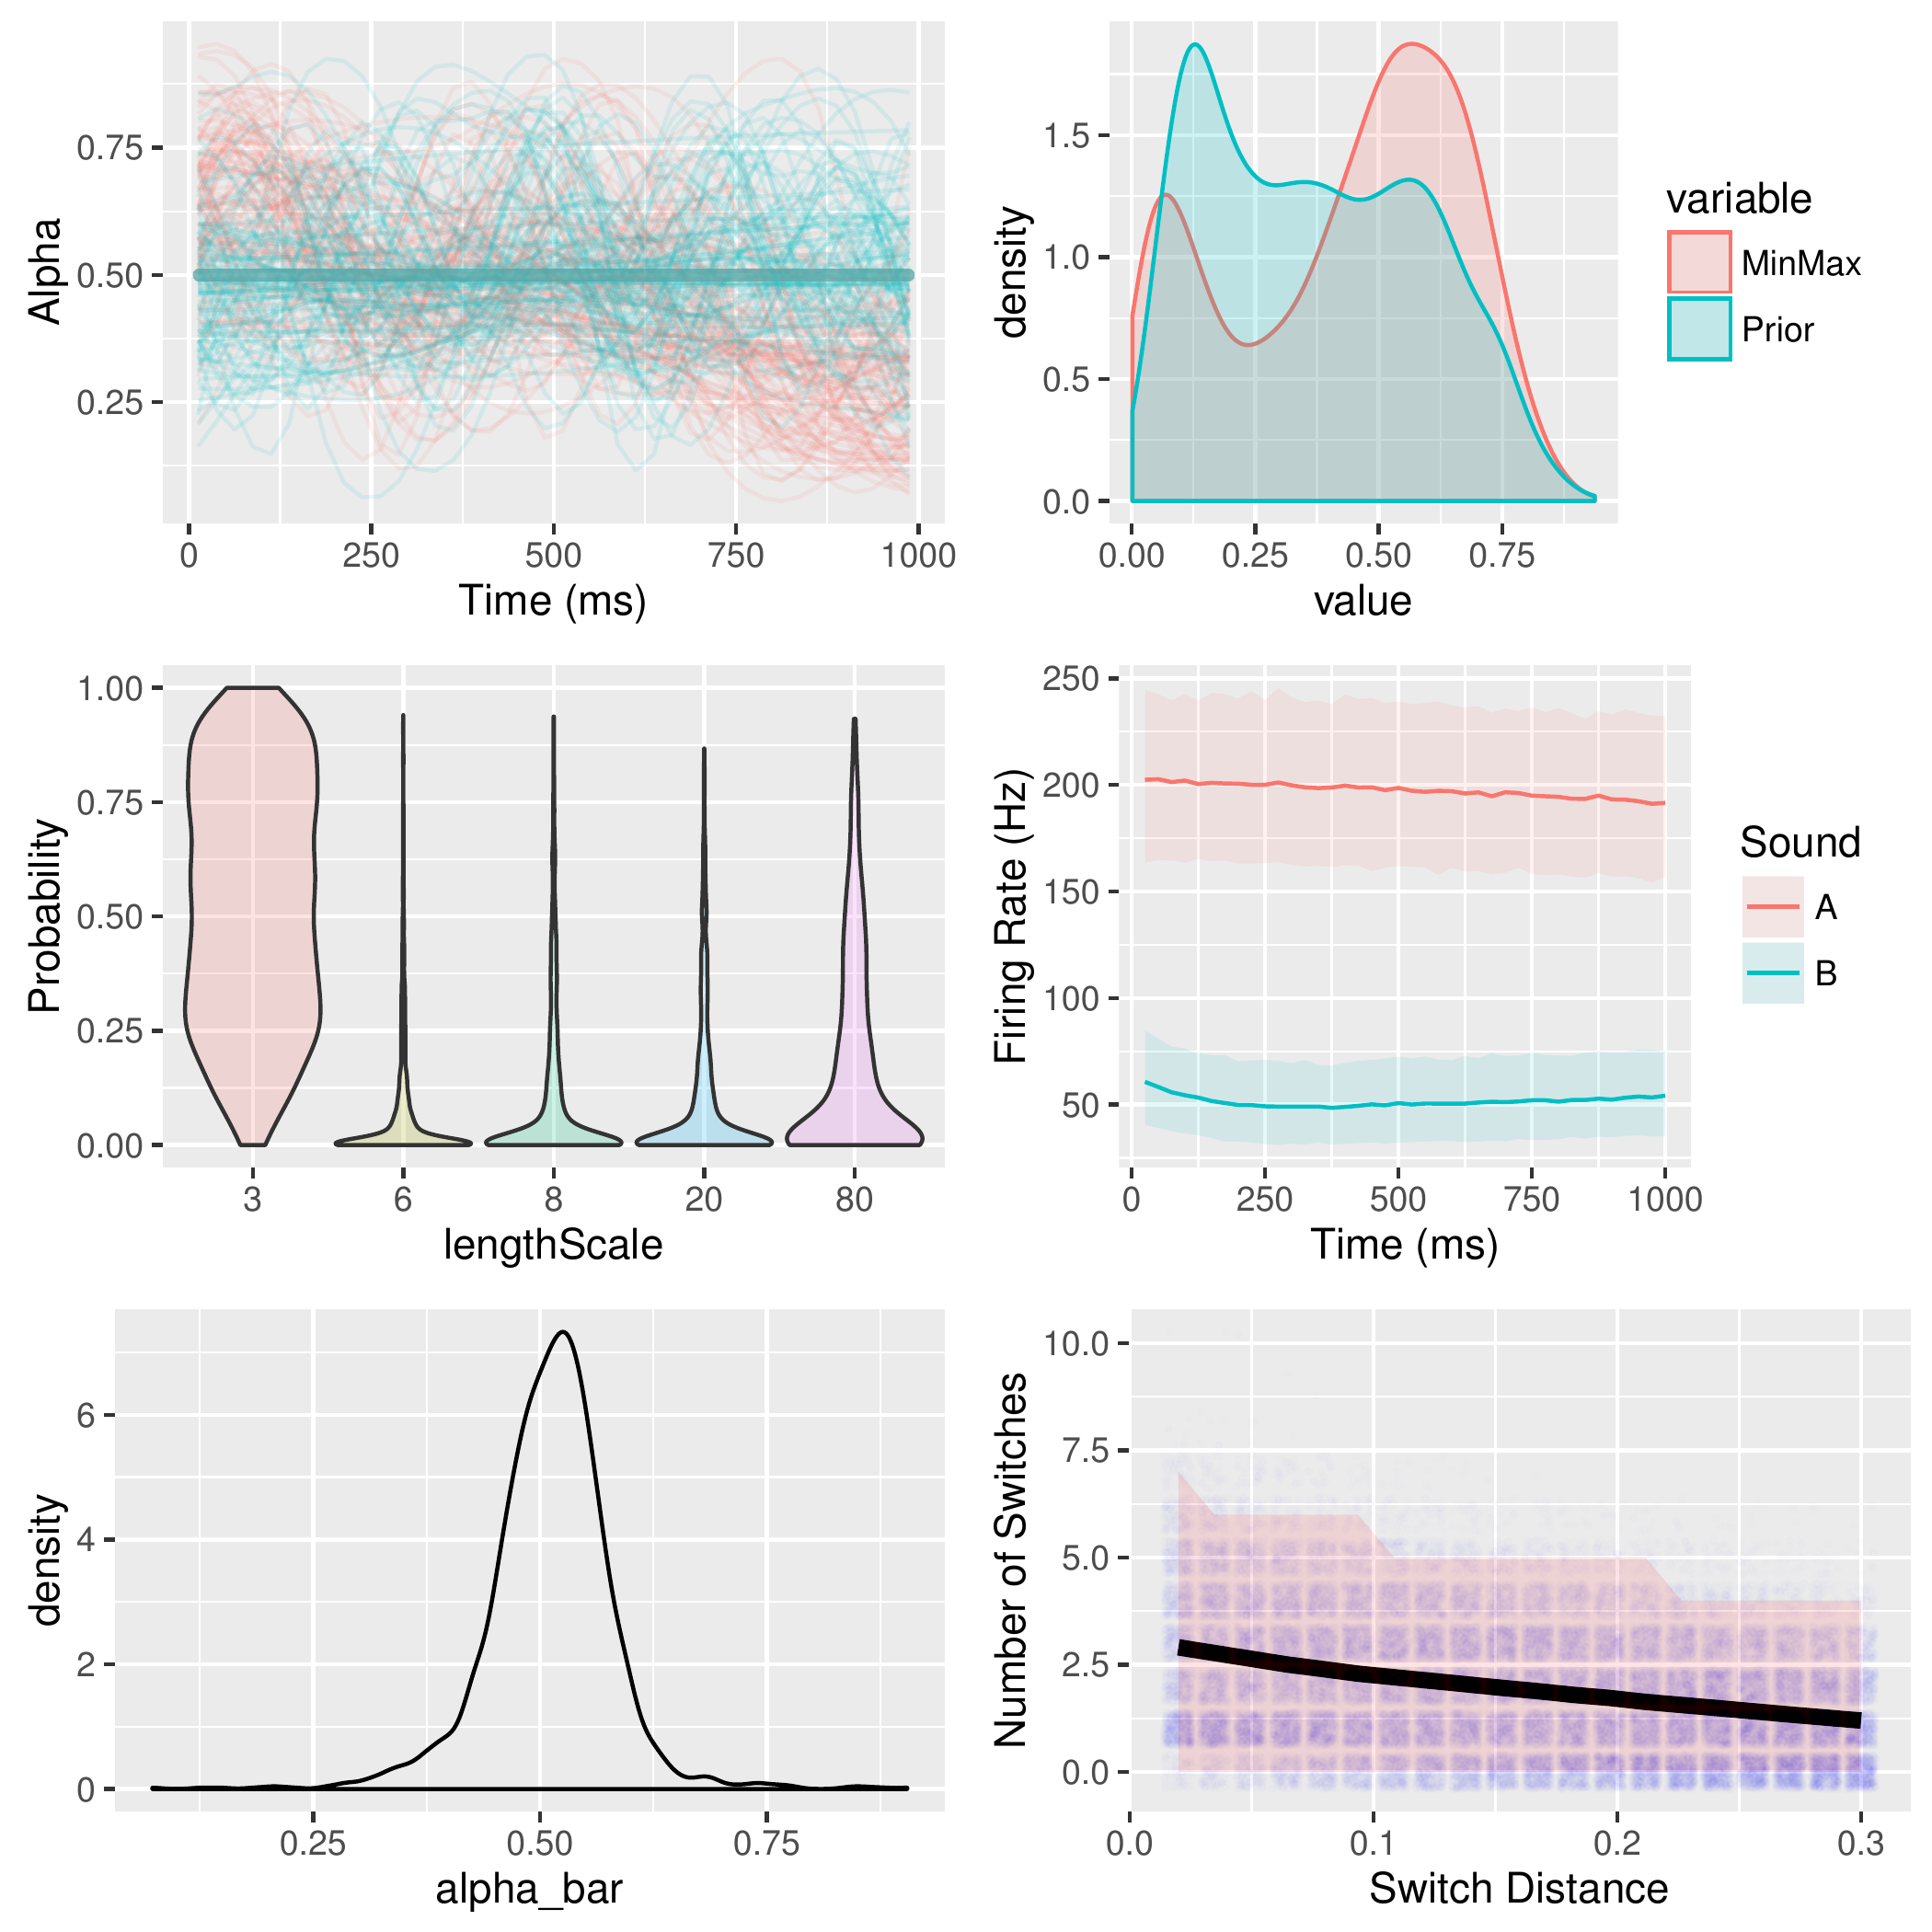 0.75
0.50
0.25
Alpha
0 250 500 750 1000
Time (ms)
1.5
1.0
0.5
0.0
density
0.00 0.25 0.50 0.75
value
variable
MinMax
Prior
1.00
0.75
0.50
0.25
0.00
Probability
3 6 8 20 80
lengthScale
250
200
150
100
50
Firing Rate (Hz)
0 250 500 750 1000
Time (ms)
Sound
A
B
6
4
2
0
density
0.25 0.50 0.75
alpha_bar
10.0
7.5
5.0
2.5
0.0
Number of Switches
0.0 0.1 0.2 0.3
Switch Distance